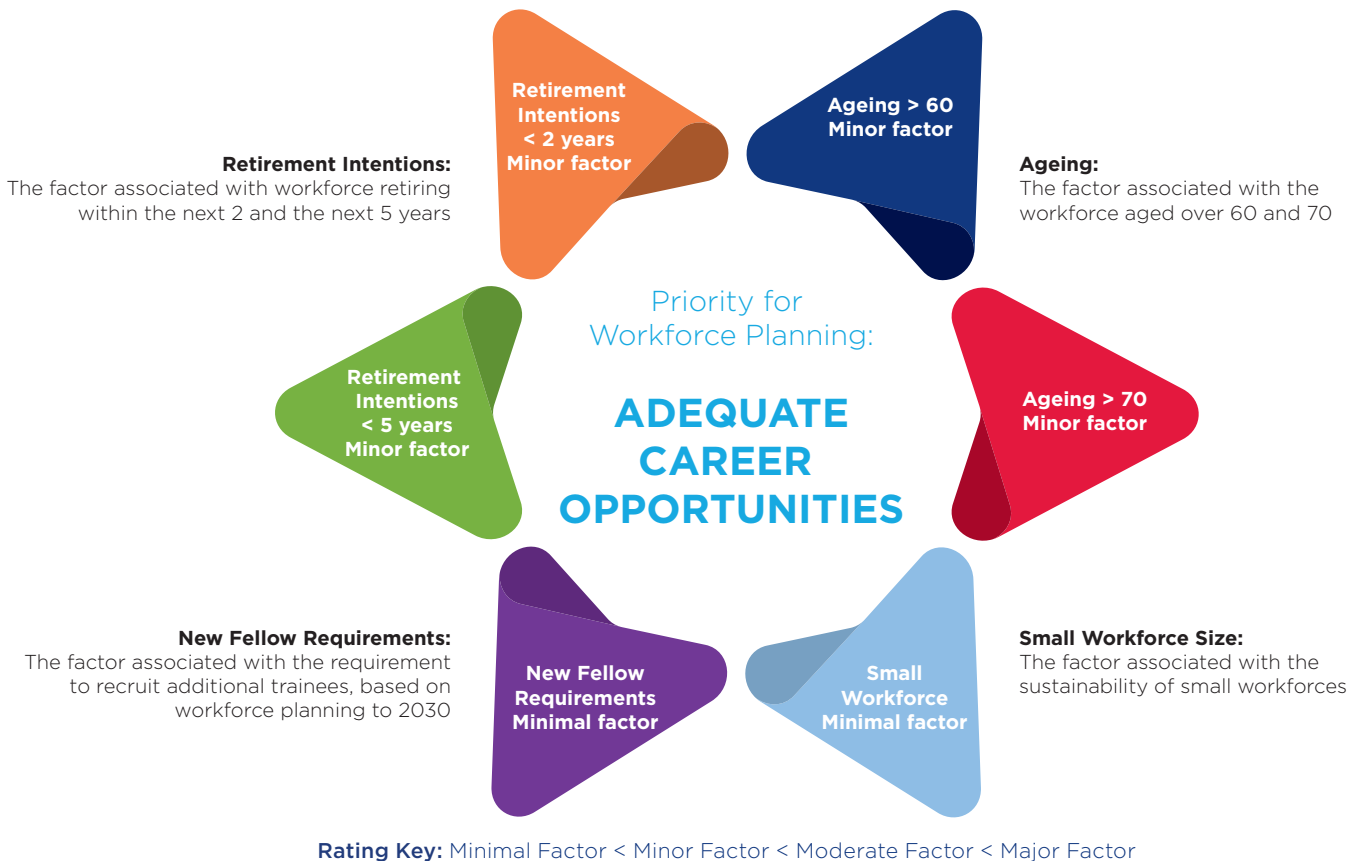 Retirement
Intentions
< 2 years
Minor factor
Ageing > 60
Minor factor
Retirement Intentions:
The factor associated with workforce retiring
within the next 2 and the next 5 years
Ageing:
The factor associated with the
workforce aged over 60 and 70
Priority for
Workforce Planning:
ADEQUATE
CAREER
OPPORTUNITIES
Retirement
Intentions
< 5 years
Minor factor
Ageing > 70
Minor factor
New Fellow Requirements:
The factor associated with the requirement
to recruit additional trainees, based on
workforce planning to 2030
New Fellow
Requirements
Minimal factor
Small
Workforce
Minimal factor
Small Workforce Size:
The factor associated with the
sustainability of small workforces
Rating Key: Minimal Factor < Minor Factor < Moderate Factor < Major Factor